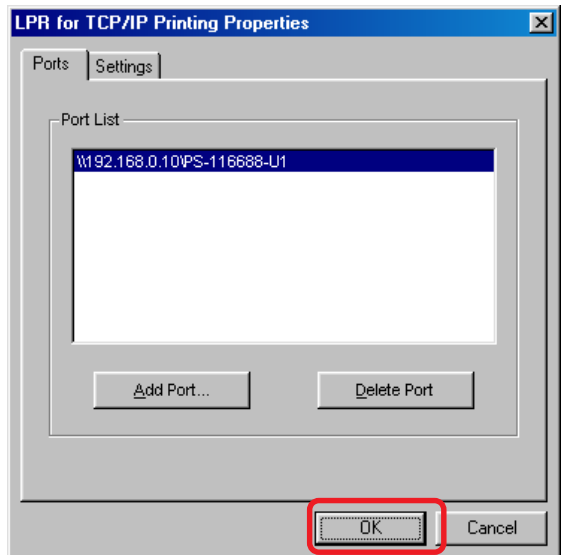 LPR for TCP/IP Printing Properties
Ports
Settings
Port List
\\192.168.0.10\PS-116688-U1
Add Port...
Delete Port
OK
Cancel